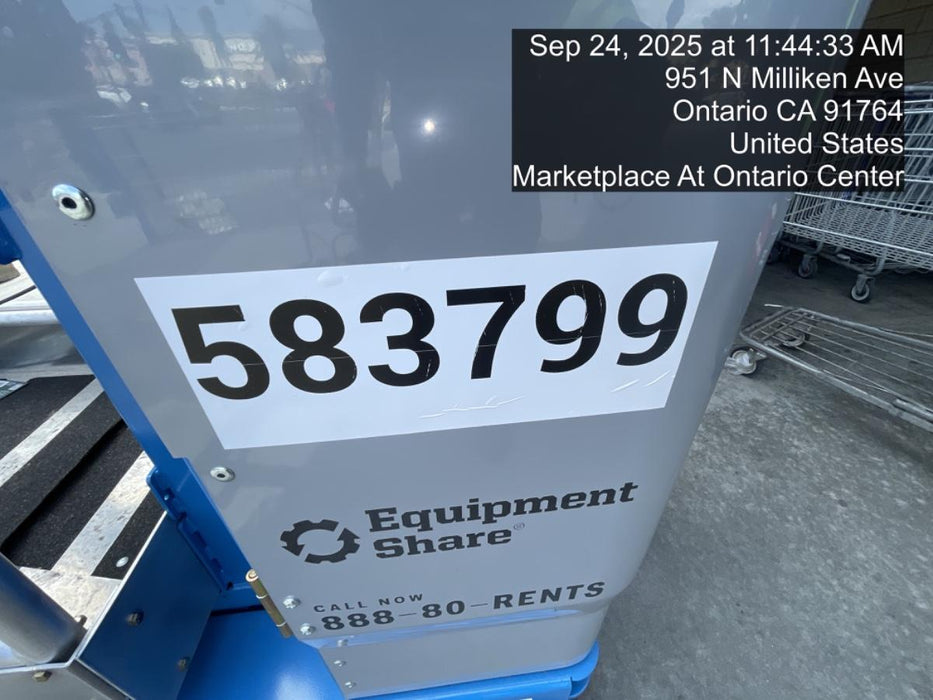 Sep 24, 2025 at 11:44:33 AM
951 N Milliken Ave
Ontario CA 91764
United States
Marketplace At Ontario Center
583799
Equipment
Share®
CALL NOW
888-80-RENTS